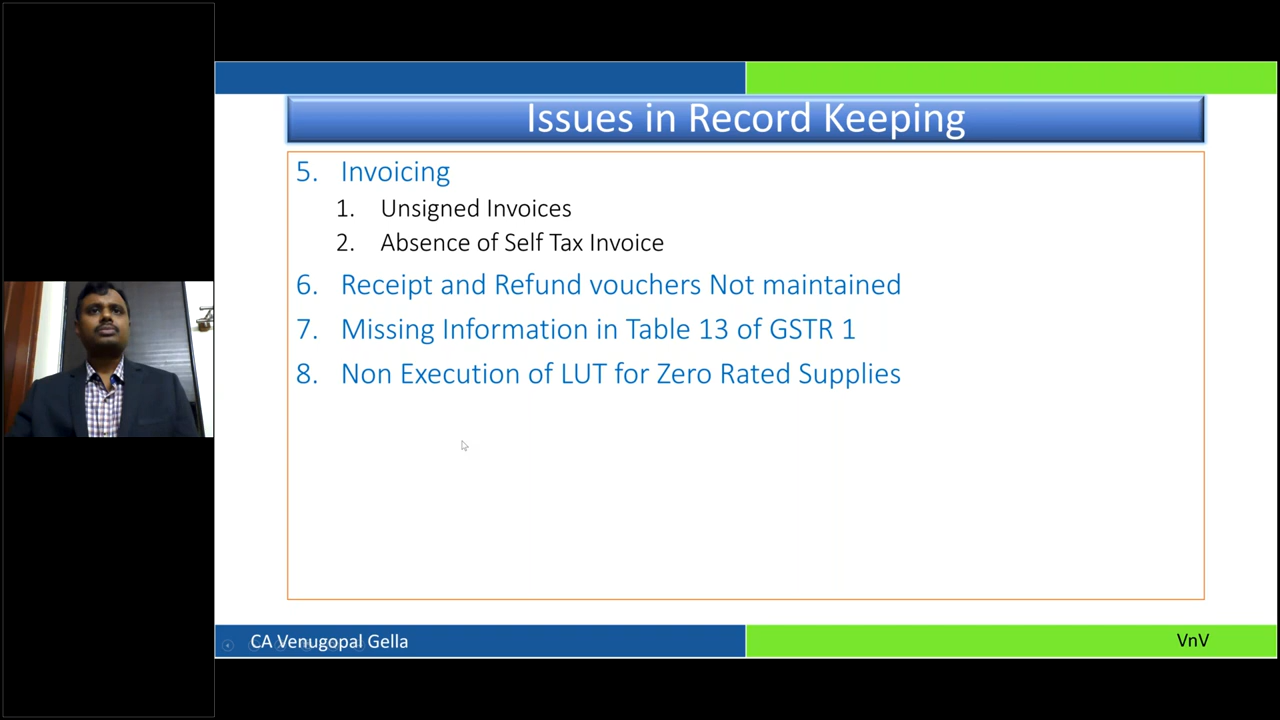 Issues in Record Keeping
5. Invoicing
1. Unsigned Invoices
2. Absence of Self Tax Invoice
6. Receipt and Refund vouchers Not maintained
7. Missing Information in Table 13 of GSTR 1
8. Non Execution of LUT for Zero Rated Supplies
CA Venugopal Gella
VnV